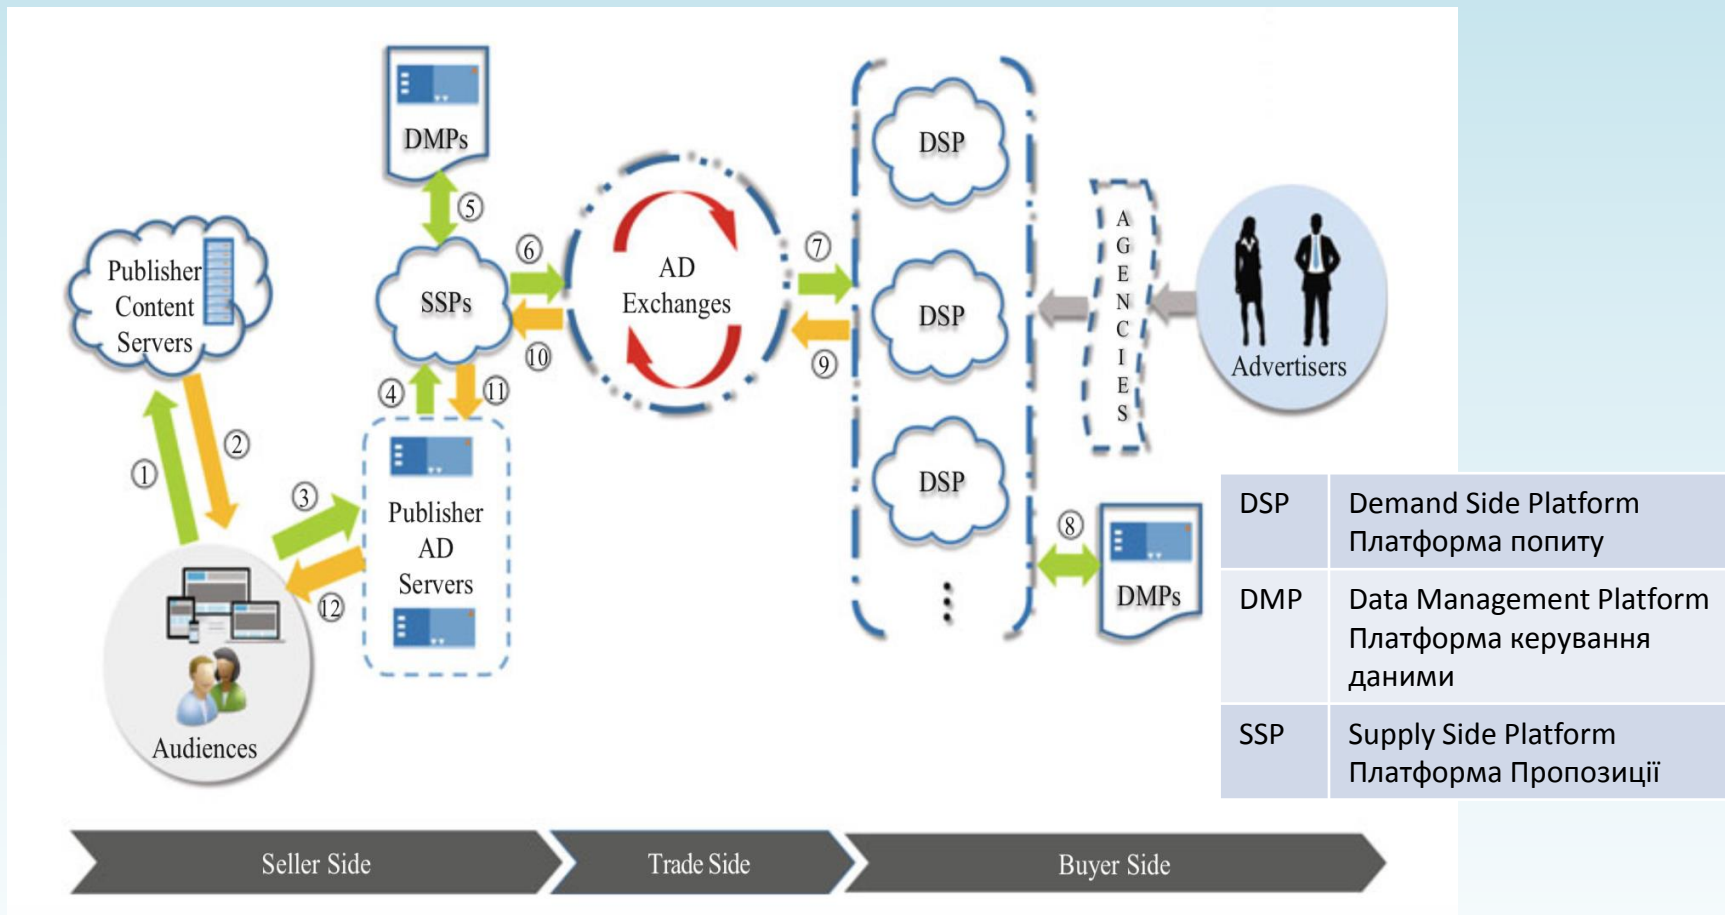 DMPs
⑤
Publisher
Content
Servers
SSPs
⑥
⑩
④
⑪
①
②
③
⑫
Publisher
AD
Servers
Audiences
AD
Exchanges
⑦
⑨
DSP
DSP
DSP
⑧
DMPs
A
G
E
N
C
I
E
S
Advertisers
DSP Demand Side Platform
Платформа попиту
DMP Data Management Platform
Платформа керування
даними
SSP Supply Side Platform
Платформа Пропозиції
Seller Side Trade Side Buyer Side